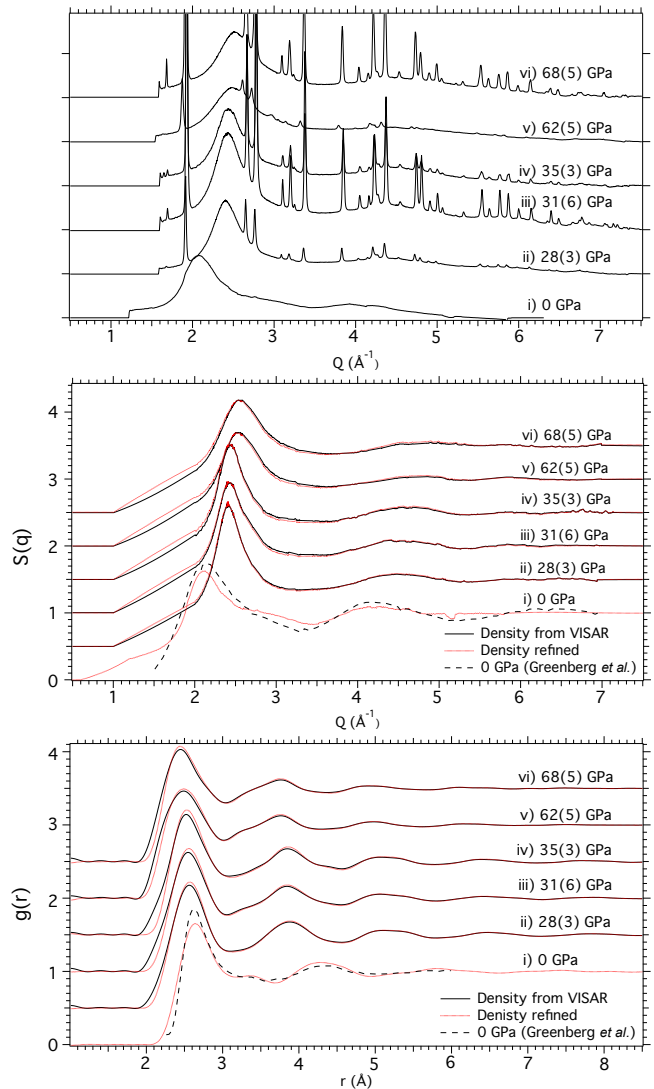 vi) 68(5) GPa
v) 62(5) GPa
iv) 35(3) GPa
iii) 31(6) GPa
ii) 28(3) GPa
i) 0 GPa
1 2 3 4 5 6 7
Q (Å⁻¹)
4
3
2
1
0
S(q)
vi) 68(5) GPa
v) 62(5) GPa
iv) 35(3) GPa
iii) 31(6) GPa
ii) 28(3) GPa
i) 0 GPa
Density from VISAR
Density refined
0 GPa (Greenberg et al.)
1 2 3 4 5 6 7 8
Q (Å⁻¹)
4
3
2
1
0
g(r)
vi) 68(5) GPa
v) 62(5) GPa
iv) 35(3) GPa
iii) 31(6) GPa
ii) 28(3) GPa
i) 0 GPa
Density from VISAR
Denisty refined
0 GPa (Greenberg et al.)
2 3 4 5 6 7 8
r (Å)